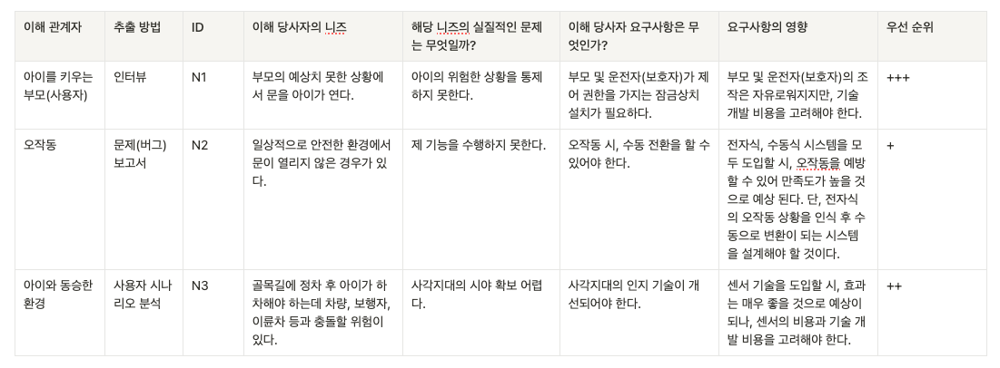 이해 관계자
추출 방법
ID
이해 당사자의 니즈
해당 니즈의 실질적인 문제
는 무엇일까?
이해 당사자 요구사항은 무
엇인가?
요구사항의 영향
우선 순위
아이를 키우는
부모(사용자)
인터뷰
N1
부모의 예상치 못한 상황에
서 문을 아이가 연다.
아이의 위험한 상황을 통제
하지 못한다.
부모 및 운전자(보호자)가 제
어 권한을 가지는 잠금상치
설치가 필요하다.
부모 및 운전자(보호자)의 조
작은 자유로워지지만, 기술
개발 비용을 고려해야 한다.
+++
오작동
문제(버그)
보고서
N2
일상적으로 안전한 환경에서
문이 열리지 않은 경우가 있
다.
제 기능을 수행하지 못한다.
오작동 시, 수동 전환을 할 수
있어야 한다.
전자식, 수동식 시스템을 모
두 도입할 시, 오작동을 예방
할 수 있어 만족도가 높을 것
으로 예상 된다. 단, 전자식
의 오작동 상황을 인식 후 수
동으로 변환이 되는 시스템
을 설계해야 할 것이다.
+
아이와 동승한
환경
사용자 시나
리오 분석
N3
골목길에 정차 후 아이가 하
차해야 하는데 차량, 보행자,
이륜차 등과 충돌할 위험이
있다.
사각지대의 시야 확보 어렵
다.
사각지대의 인지 기술이 개
선되어야 한다.
센서 기술을 도입할 시, 효과
는 매우 좋을 것으로 예상이
되나, 센서의 비용과 기술 개
발 비용을 고려해야 한다.
++